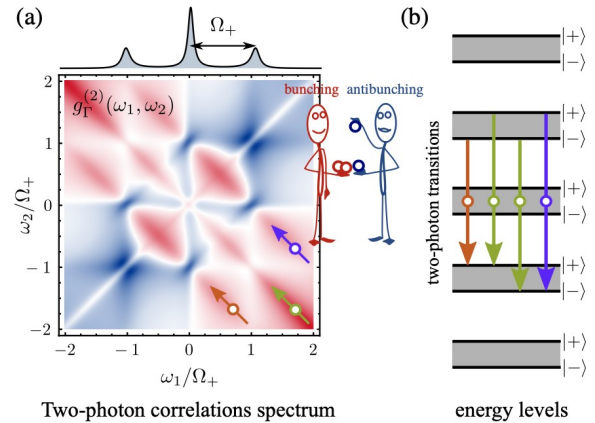 (a)
Ω₊
g_Γ^(2)(ω₁, ω₂)
bunching antibunching
2
1
0
−1
−2
ω₂/Ω₊
−2 −1 0 1 2
ω₁/Ω₊
Two-photon correlations spectrum
(b)
|+⟩
|−⟩
|+⟩
|−⟩
|+⟩
|−⟩
|+⟩
|−⟩
|+⟩
|−⟩
two-photon transitions
energy levels